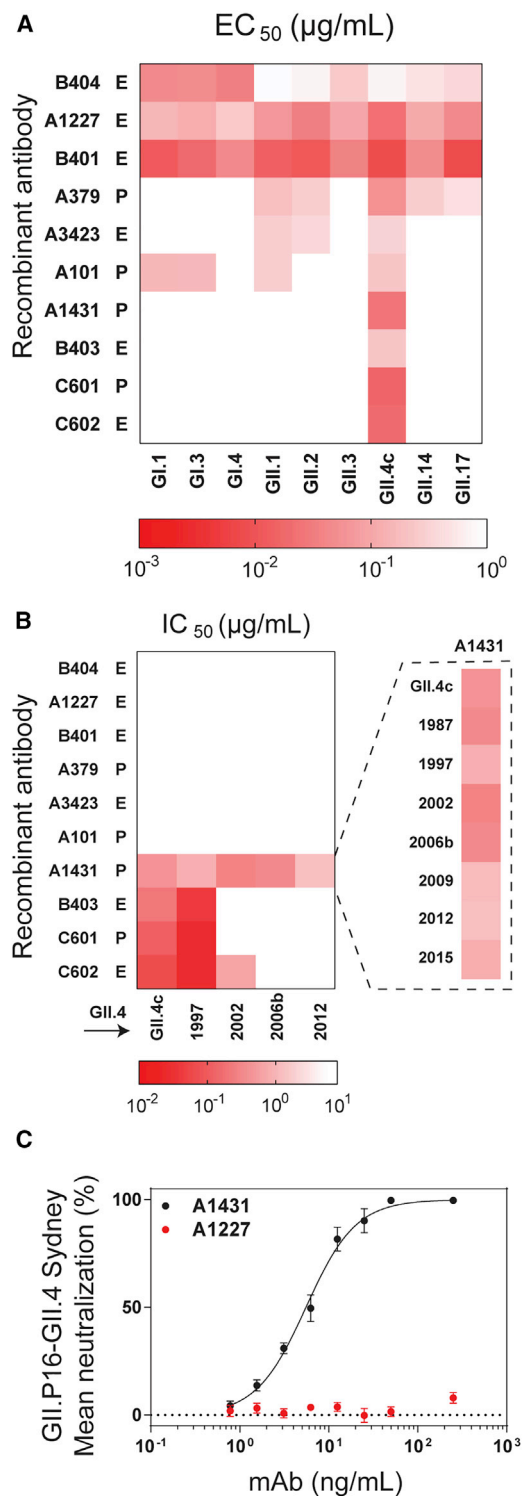 A
EC50 (μg/mL)
Recombinant antibody
B404 E
A1227 E
B401 E
A379 P
A3423 E
A101 P
A1431 P
B403 E
C601 P
C602 E
GI.1 GI.3 GI.4 GII.1 GII.2 GII.3 GII.4c GII.14 GII.17
10-3 10-2 10-1 100
B
IC 50 (μg/mL)
Recombinant antibody
B404 E
A1227 E
B401 E
A379 P
A3423 E
A101 P
A1431 P
B403 E
C601 P
C602 E
GII.4
GII.4c 1997 2002 2006b 2012
10-2 10-1 100 101
A1431
GII.4c
1987
1997
2002
2006b
2009
2012
2015
C
GII.P16-GII.4 Sydney
Mean neutralization (%)
A1431
A1227
100
50
0
10-1 100 101 102 103
mAb (ng/mL)